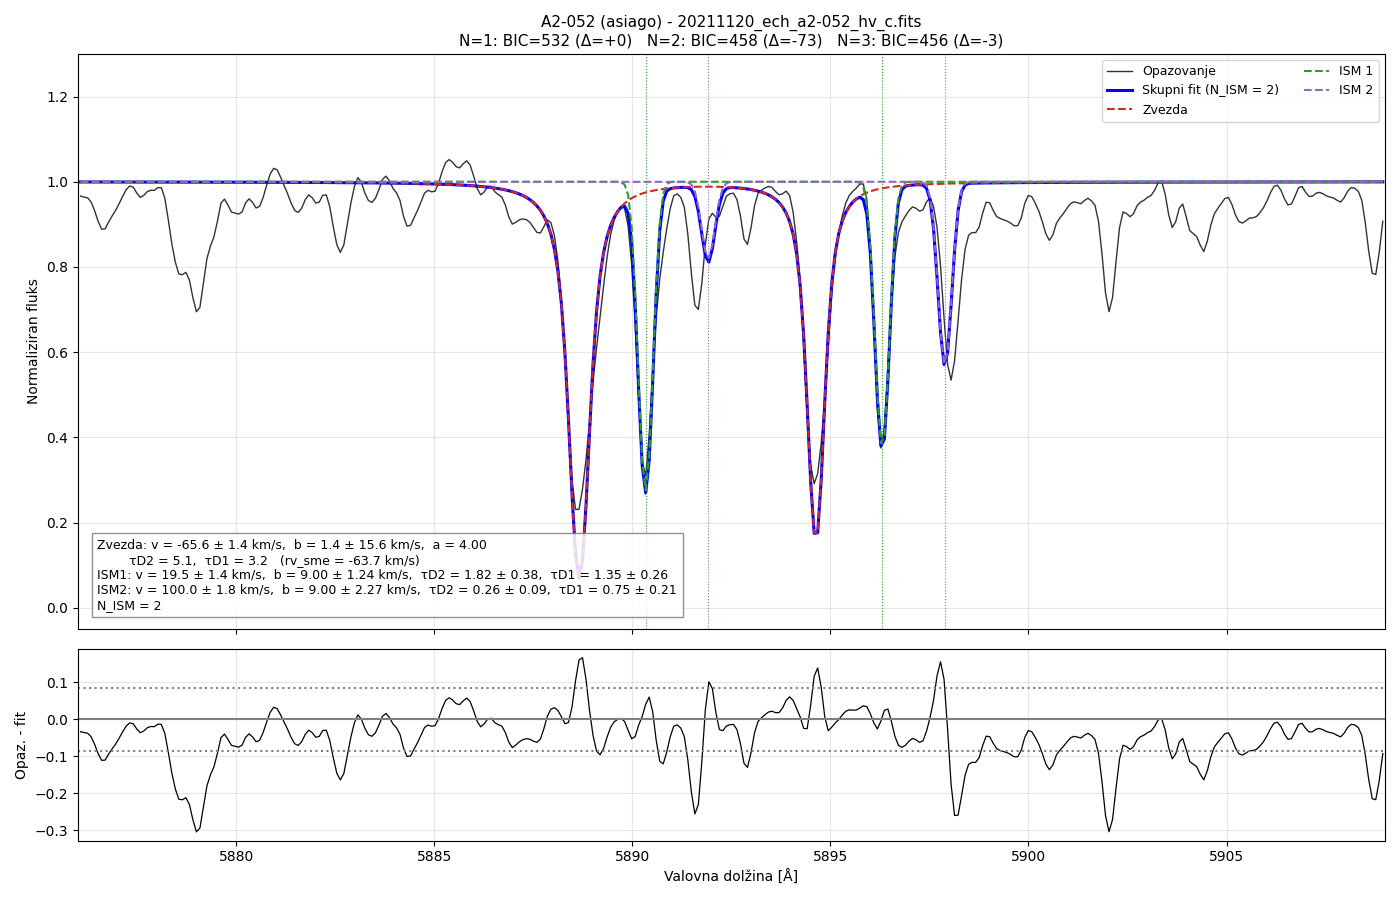 A2-052 (asiago) - 20211120_ech_a2-052_hv_c.fits
N=1: BIC=532 (Δ=+0)   N=2: BIC=458 (Δ=-73)   N=3: BIC=456 (Δ=-3)
Opazovanje
Skupni fit (N_ISM = 2)
Zvezda
ISM 1
ISM 2
Normaliziran fluks
1.2
1.0
0.8
0.6
0.4
0.2
0.0
Zvezda: v = -65.6 ± 1.4 km/s,  b = 1.4 ± 15.6 km/s,  a = 4.00
τD2 = 5.1,  τD1 = 3.2   (rv_sme = -63.7 km/s)
ISM1: v = 19.5 ± 1.4 km/s,  b = 9.00 ± 1.24 km/s,  τD2 = 1.82 ± 0.38,  τD1 = 1.35 ± 0.26
ISM2: v = 100.0 ± 1.8 km/s,  b = 9.00 ± 2.27 km/s,  τD2 = 0.26 ± 0.09,  τD1 = 0.75 ± 0.21
N_ISM = 2
Opaz. - fit
0.1
0.0
−0.1
−0.2
−0.3
5880 5885 5890 5895 5900 5905
Valovna dolžina [Å]